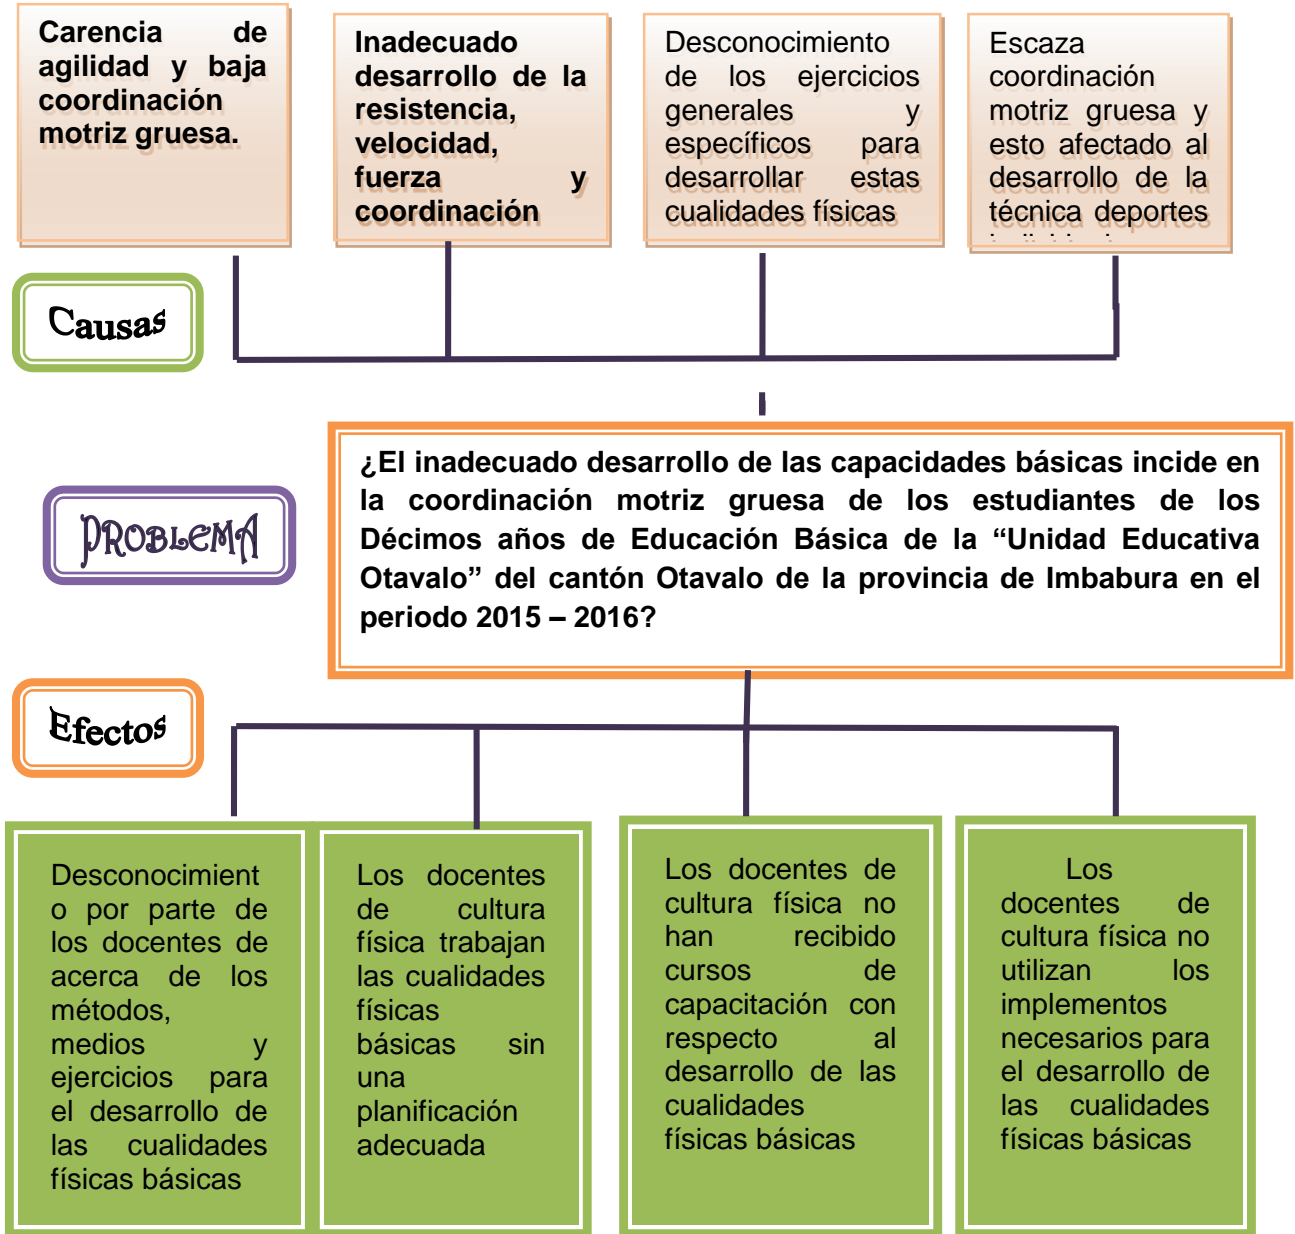 Carencia de
agilidad y baja
coordinación
motriz gruesa.
Inadecuado
desarrollo de la
resistencia,
velocidad,
fuerza y
coordinación
Desconocimiento
de los ejercicios
generales y
específicos para
desarrollar estas
cualidades físicas
Escaza
coordinación
motriz gruesa y
esto afectado al
desarrollo de la
técnica deportes
Causas
¿El inadecuado desarrollo de las capacidades básicas incide en
la coordinación motriz gruesa de los estudiantes de los
Décimos años de Educación Básica de la “Unidad Educativa
Otavalo” del cantón Otavalo de la provincia de Imbabura en el
periodo 2015 – 2016?
PROBLEMA
Efectos
Desconocimient
o por parte de
los docentes de
acerca de los
métodos,
medios y
ejercicios para
el desarrollo de
las cualidades
físicas básicas
Los docentes
de cultura
física trabajan
las cualidades
físicas
básicas sin
una
planificación
adecuada
Los docentes de
cultura física no
han recibido
cursos de
capacitación con
respecto al
desarrollo de las
cualidades
físicas básicas
Los
docentes de
cultura física no
utilizan los
implementos
necesarios para
el desarrollo de
las cualidades
físicas básicas